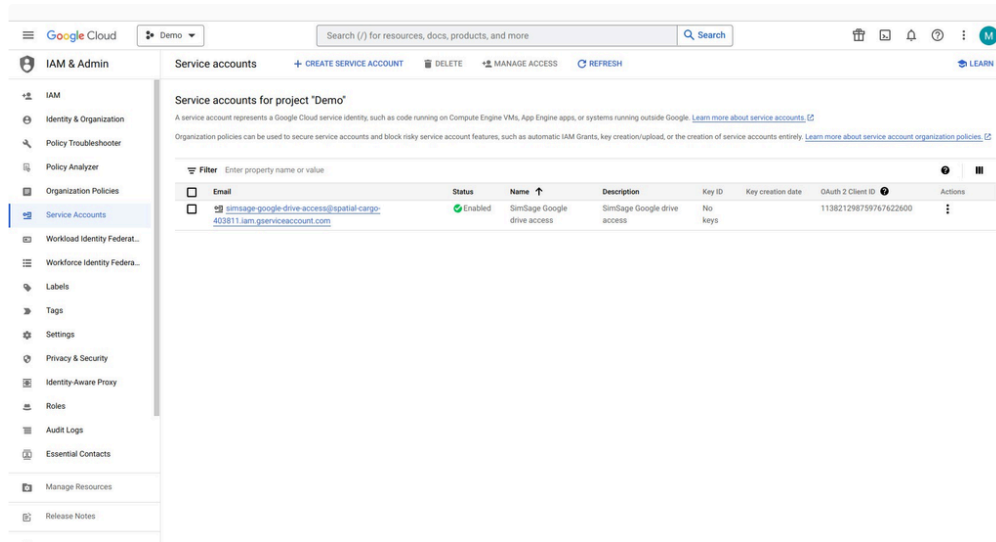 Google Cloud
Demo
Search (/) for resources, docs, products, and more
Search
M
IAM & Admin
Service accounts
+ CREATE SERVICE ACCOUNT
DELETE
MANAGE ACCESS
REFRESH
LEARN
IAM
Identity & Organization
Policy Troubleshooter
Policy Analyzer
Organization Policies
Service Accounts
Workload Identity Federat...
Workforce Identity Federa...
Labels
Tags
Settings
Privacy & Security
Identity-Aware Proxy
Roles
Audit Logs
Essential Contacts
Manage Resources
Release Notes
Service accounts for project "Demo"
A service account represents a Google Cloud service identity, such as code running on Compute Engine VMs, App Engine apps, or systems running outside Google. Learn more about service accounts.
Organization policies can be used to secure service accounts and block risky service account features, such as automatic IAM Grants, key creation/upload, or the creation of service accounts entirely. Learn more about service account organization policies.
Filter Enter property name or value
Email Status Name Description Key ID Key creation date OAuth 2 Client ID Actions
simsage-google-drive-access@spatial-cargo- Enabled SimSage Google SimSage Google drive No 113821298759767622600
403811.iam.gserviceaccount.com drive access access keys